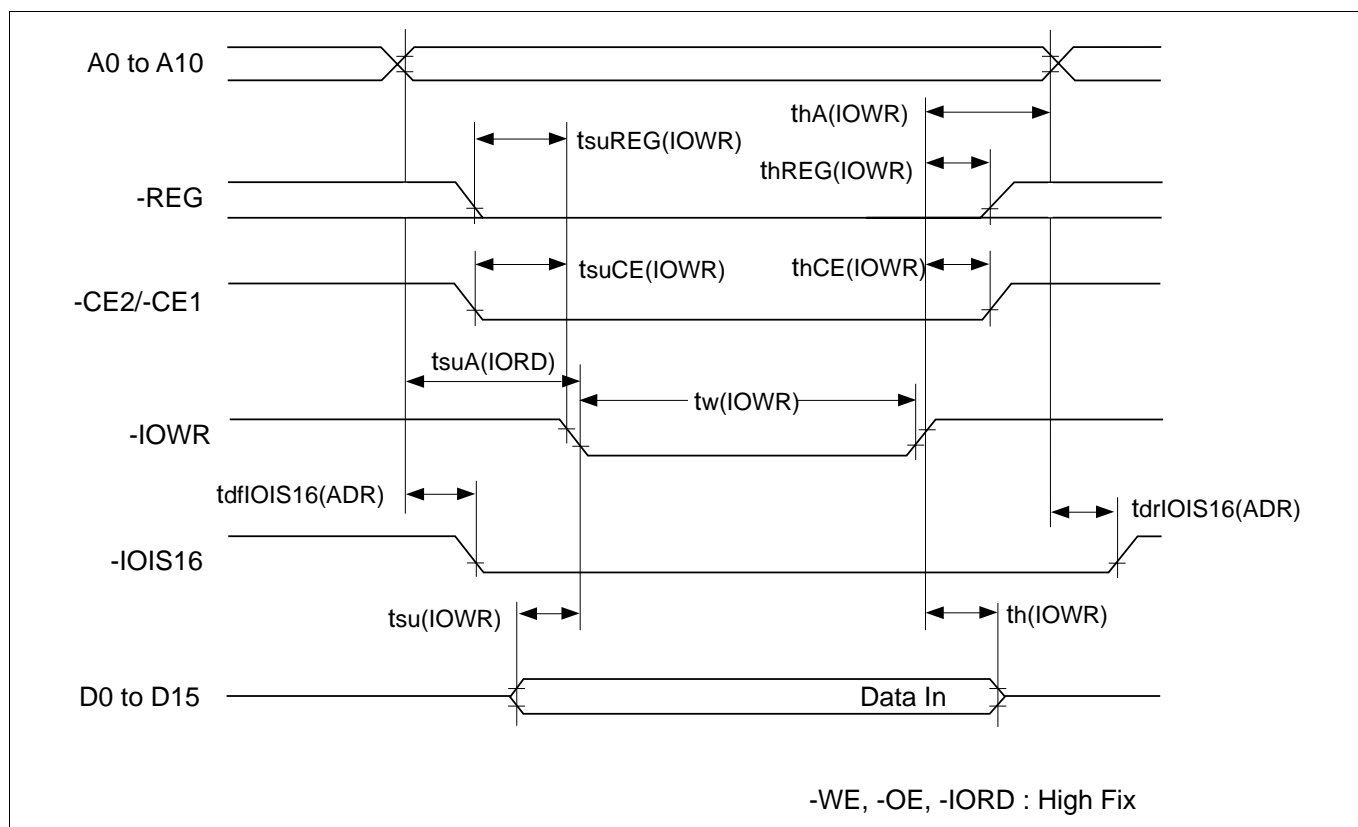 A0 to A10
thA(IOWR)
tsuREG(IOWR)
thREG(IOWR)
-REG
tsuCE(IOWR)
thCE(IOWR)
-CE2/-CE1
tsuA(IORD)
tw(IOWR)
-IOWR
tdfIOIS16(ADR)
tdrIOIS16(ADR)
-IOIS16
tsu(IOWR)
th(IOWR)
D0 to D15
Data In
-WE, -OE, -IORD : High Fix